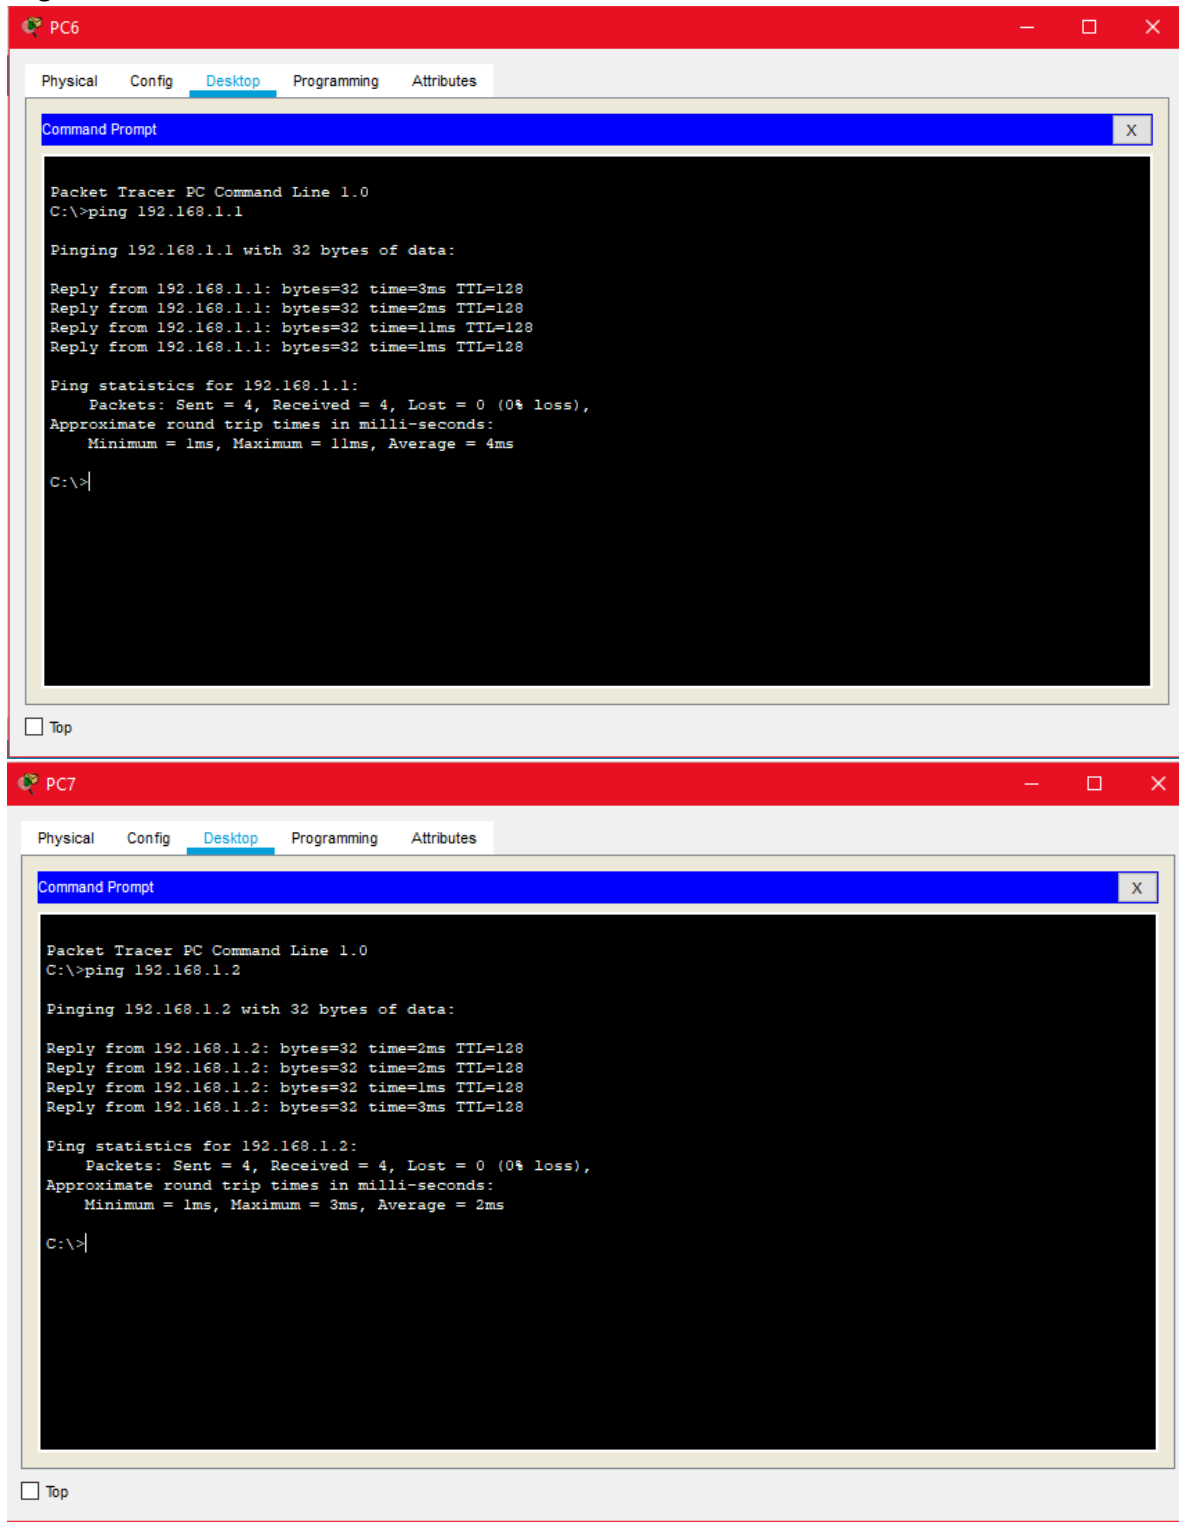 PC6
Physical Config Desktop Programming Attributes
Command Prompt
X
Packet Tracer PC Command Line 1.0
C:\>ping 192.168.1.1
Pinging 192.168.1.1 with 32 bytes of data:
Reply from 192.168.1.1: bytes=32 time=3ms TTL=128
Reply from 192.168.1.1: bytes=32 time=2ms TTL=128
Reply from 192.168.1.1: bytes=32 time=11ms TTL=128
Reply from 192.168.1.1: bytes=32 time=1ms TTL=128
Ping statistics for 192.168.1.1:
Packets: Sent = 4, Received = 4, Lost = 0 (0% loss),
Approximate round trip times in milli-seconds:
Minimum = 1ms, Maximum = 11ms, Average = 4ms
C:\>
Top
PC7
Physical Config Desktop Programming Attributes
Command Prompt
X
Packet Tracer PC Command Line 1.0
C:\>ping 192.168.1.2
Pinging 192.168.1.2 with 32 bytes of data:
Reply from 192.168.1.2: bytes=32 time=2ms TTL=128
Reply from 192.168.1.2: bytes=32 time=2ms TTL=128
Reply from 192.168.1.2: bytes=32 time=1ms TTL=128
Reply from 192.168.1.2: bytes=32 time=3ms TTL=128
Ping statistics for 192.168.1.2:
Packets: Sent = 4, Received = 4, Lost = 0 (0% loss),
Approximate round trip times in milli-seconds:
Minimum = 1ms, Maximum = 3ms, Average = 2ms
C:\>
Top